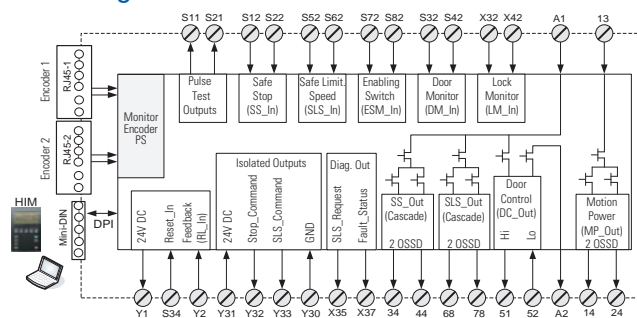 S11 S21 S12 S22 S52 S62 S72 S82 S32 S42 X32 X42 A1 13
Encoder 1
RJ45-1
Encoder 2
RJ45-2
Monitor
Encoder
PS
Pulse
Test
Outputs
Safe
Stop
(SS_In)
Safe Limit.
Speed
(SLS_In)
Enabling
Switch
(ESM_In)
Door
Monitor
(DM_In)
Lock
Monitor
(LM_In)
HIM
Mini-DIN
DPI
24V DC
Reset_In
Feedback
(RL_In)
Isolated Outputs
24V DC
Stop_Command
SLS_Command
GND
Diag. Out
SLS_Request
Fault_Status
SS_Out
(Cascade)
2 OSSD
SLS_Out
(Cascade)
2 OSSD
Door
Control
(DC_Out)
Hi Lo
Motion
Power
(MP_Out)
2 OSSD
Y1 S34 Y2 Y31 Y32 Y33 Y30 X35 X37 34 44 68 78 51 52 A2 14 24